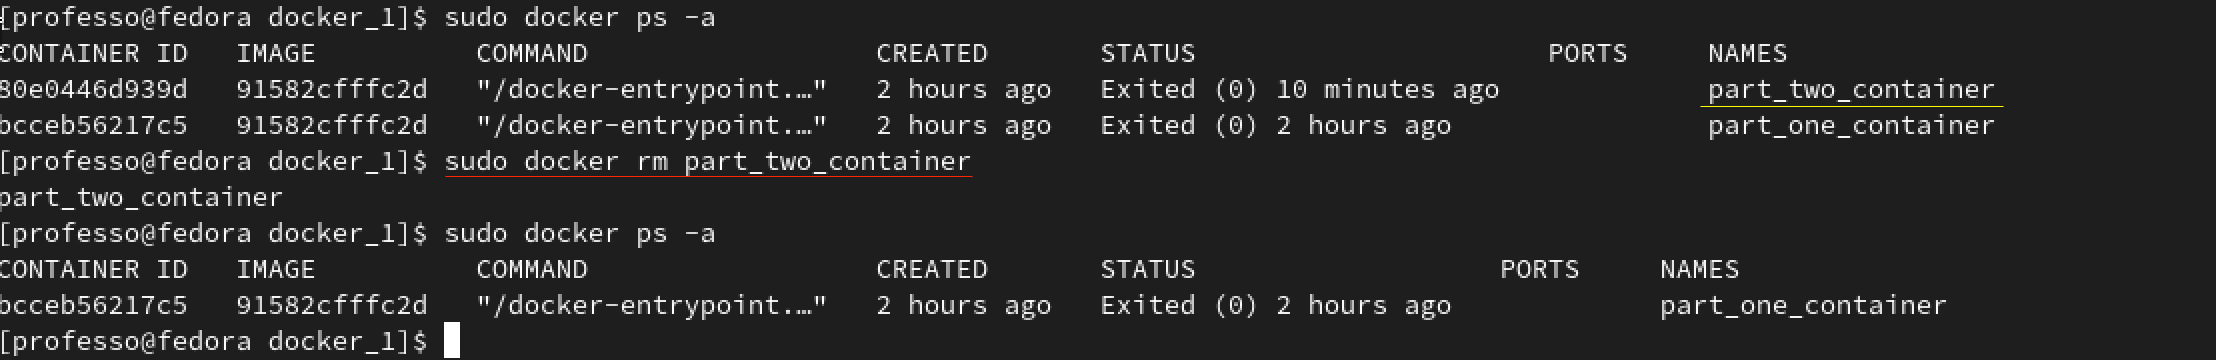 [professo@fedora docker_1]$ sudo docker ps -a
CONTAINER ID   IMAGE          COMMAND                  CREATED       STATUS                      PORTS     NAMES
80e0446d939d   91582cfffc2d   "/docker-entrypoint.…"   2 hours ago   Exited (0) 10 minutes ago             part_two_container
bcceb56217c5   91582cfffc2d   "/docker-entrypoint.…"   2 hours ago   Exited (0) 2 hours ago                part_one_container
[professo@fedora docker_1]$ sudo docker rm part_two_container
part_two_container
[professo@fedora docker_1]$ sudo docker ps -a
CONTAINER ID   IMAGE          COMMAND                  CREATED       STATUS                   PORTS     NAMES
bcceb56217c5   91582cfffc2d   "/docker-entrypoint.…"   2 hours ago   Exited (0) 2 hours ago             part_one_container
[professo@fedora docker_1]$